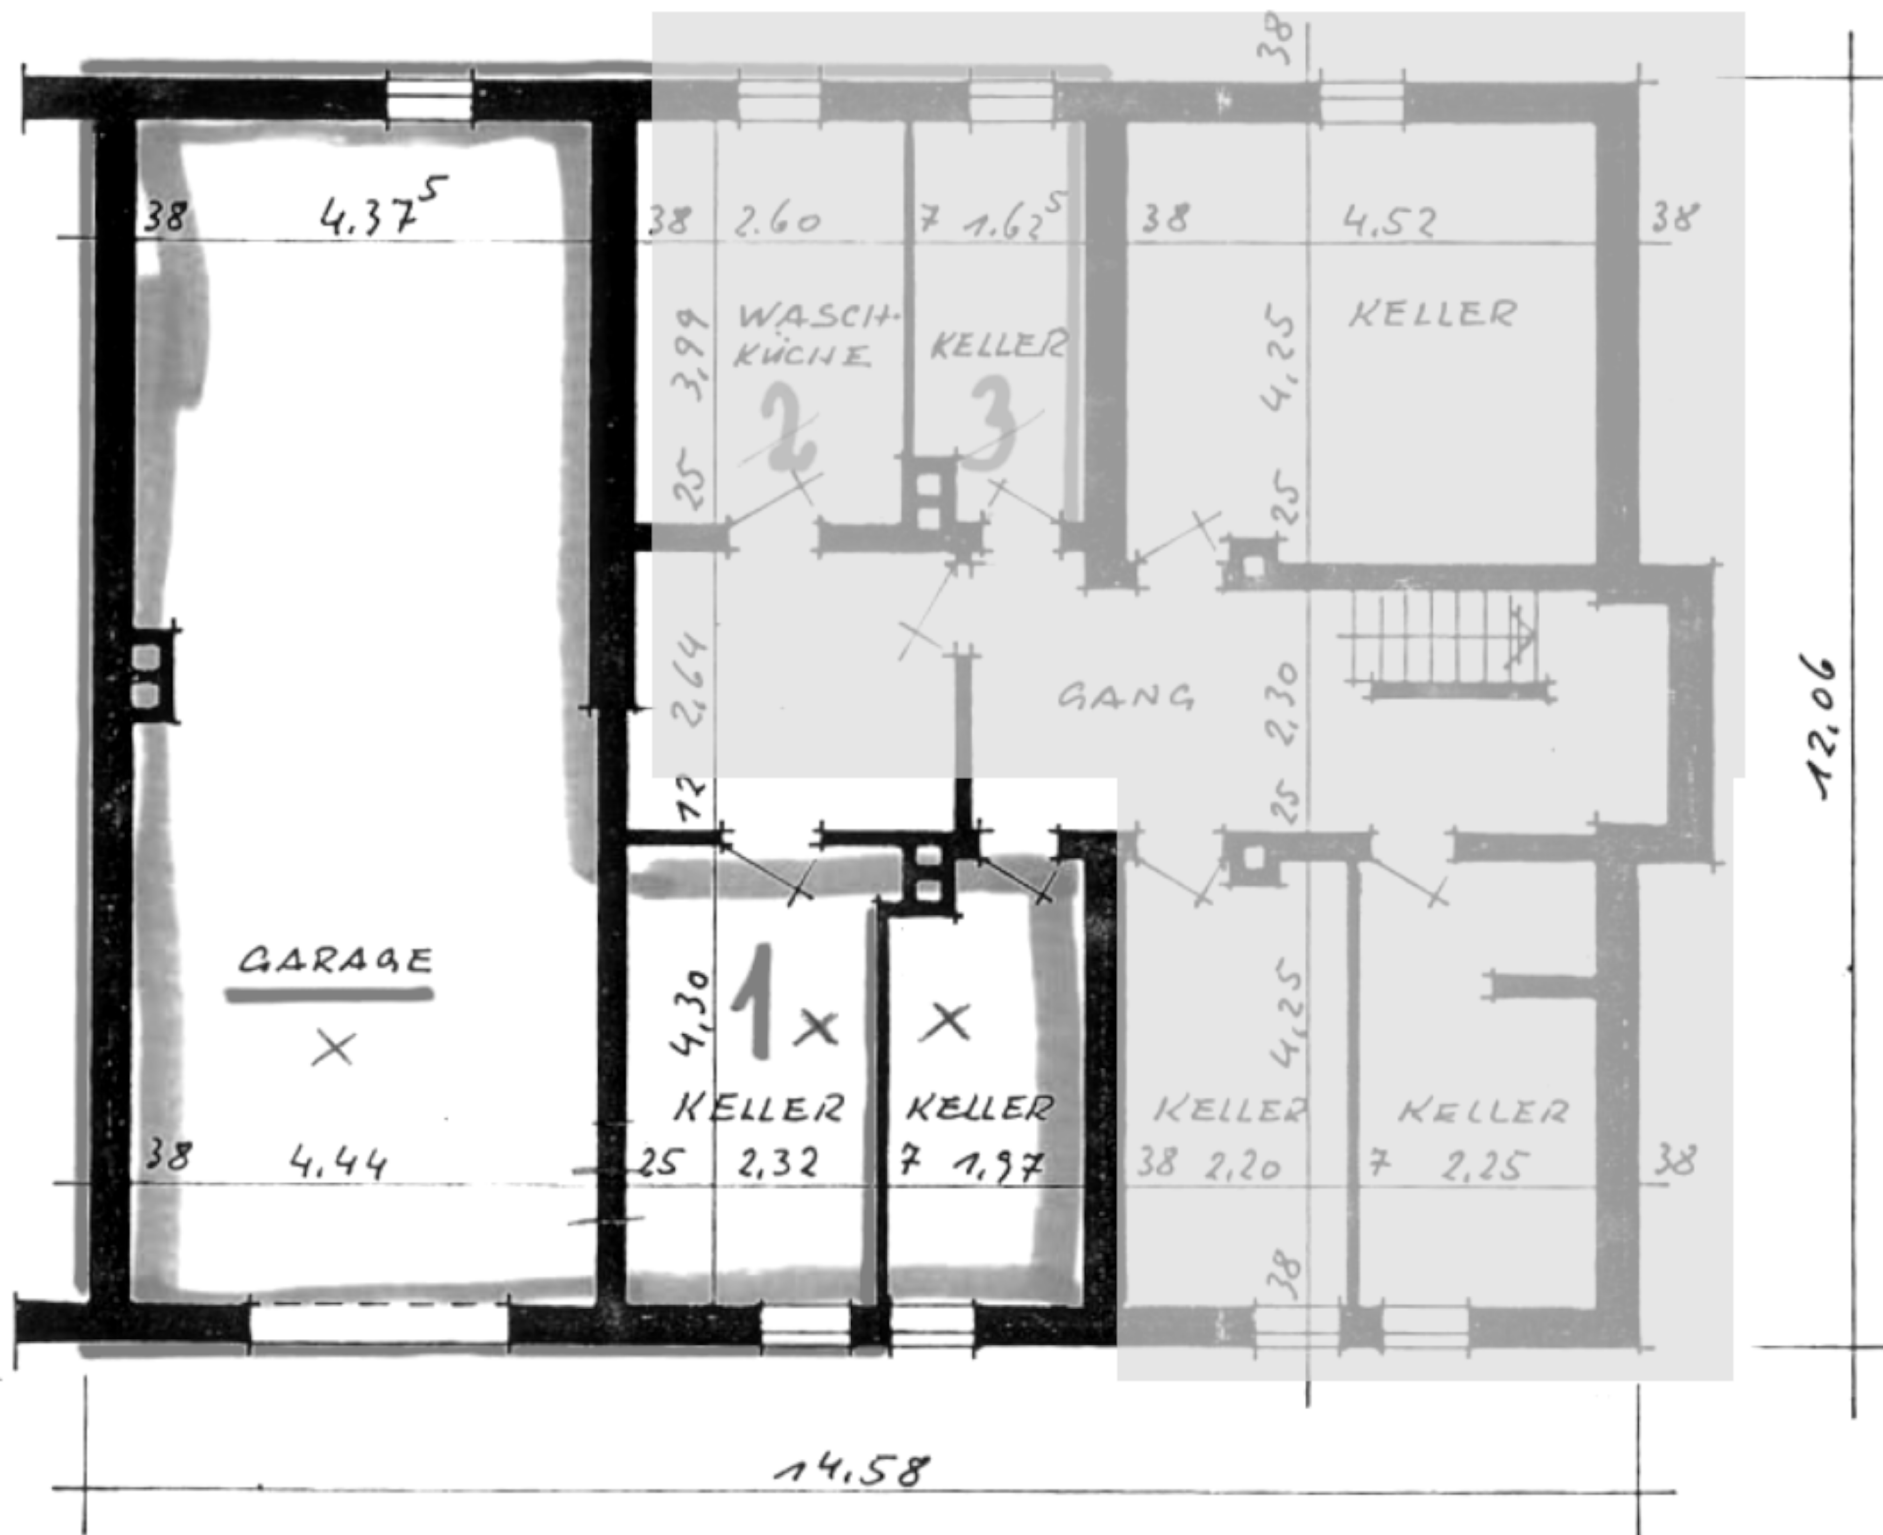 38
38 4.37⁵ 38 2.60 7 1.62⁵ 38 4.52 38
WASCH-
KÜCHE
KELLER
KELLER
3,99
4,25
2
3
25
25
2,64
GANG
2,30
12.06
12
25
GARAGE
x
4,30
1 x
x
4,25
KELLER
KELLER
KELLER
KELLER
38 4.44 25 2,32 7 1,97 38 2,20 7 2,25 38
38
14.58